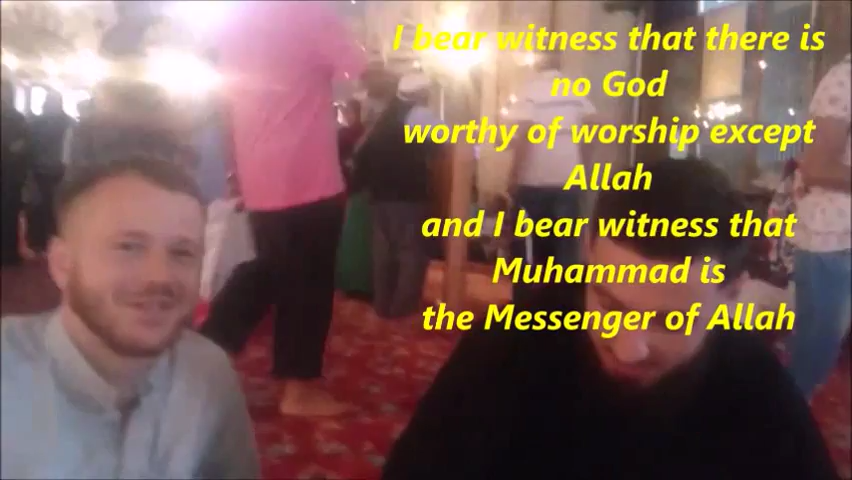 I bear witness that there is
no God
worthy of worship except
Allah
and I bear witness that
Muhammad is
the Messenger of Allah